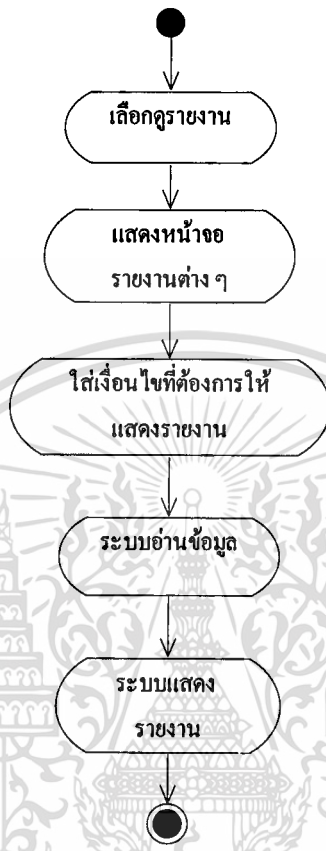 เลือกดูรายงาน
แสดงหน้าจอ
รายงานต่าง ๆ
ใส่เงื่อนไขที่ต้องการให้
แสดงรายงาน
ระบบอ่านข้อมูล
ระบบแสดง
รายงาน